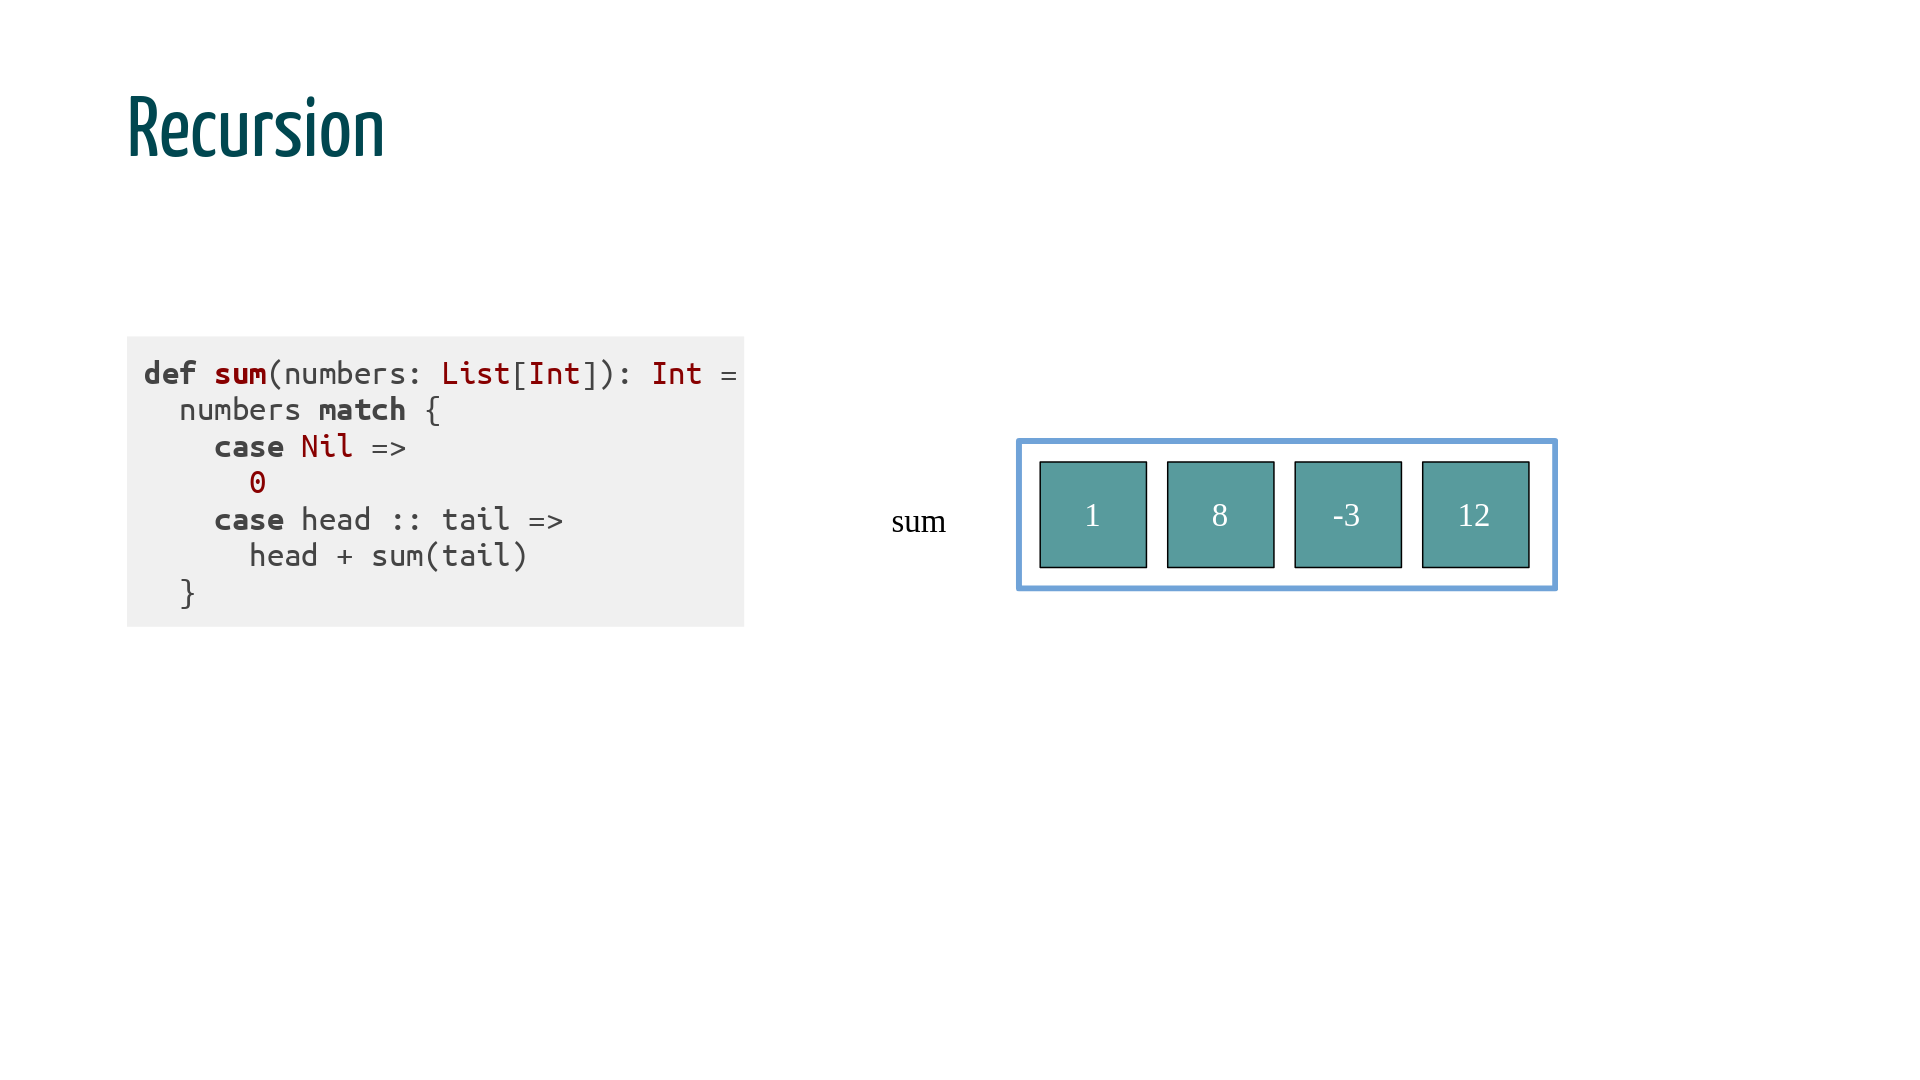 Recursion
def sum(numbers: List[Int]): Int =
  numbers match {
    case Nil =>
      0
    case head :: tail =>
      head + sum(tail)
  }
sum
1 8 -3 12